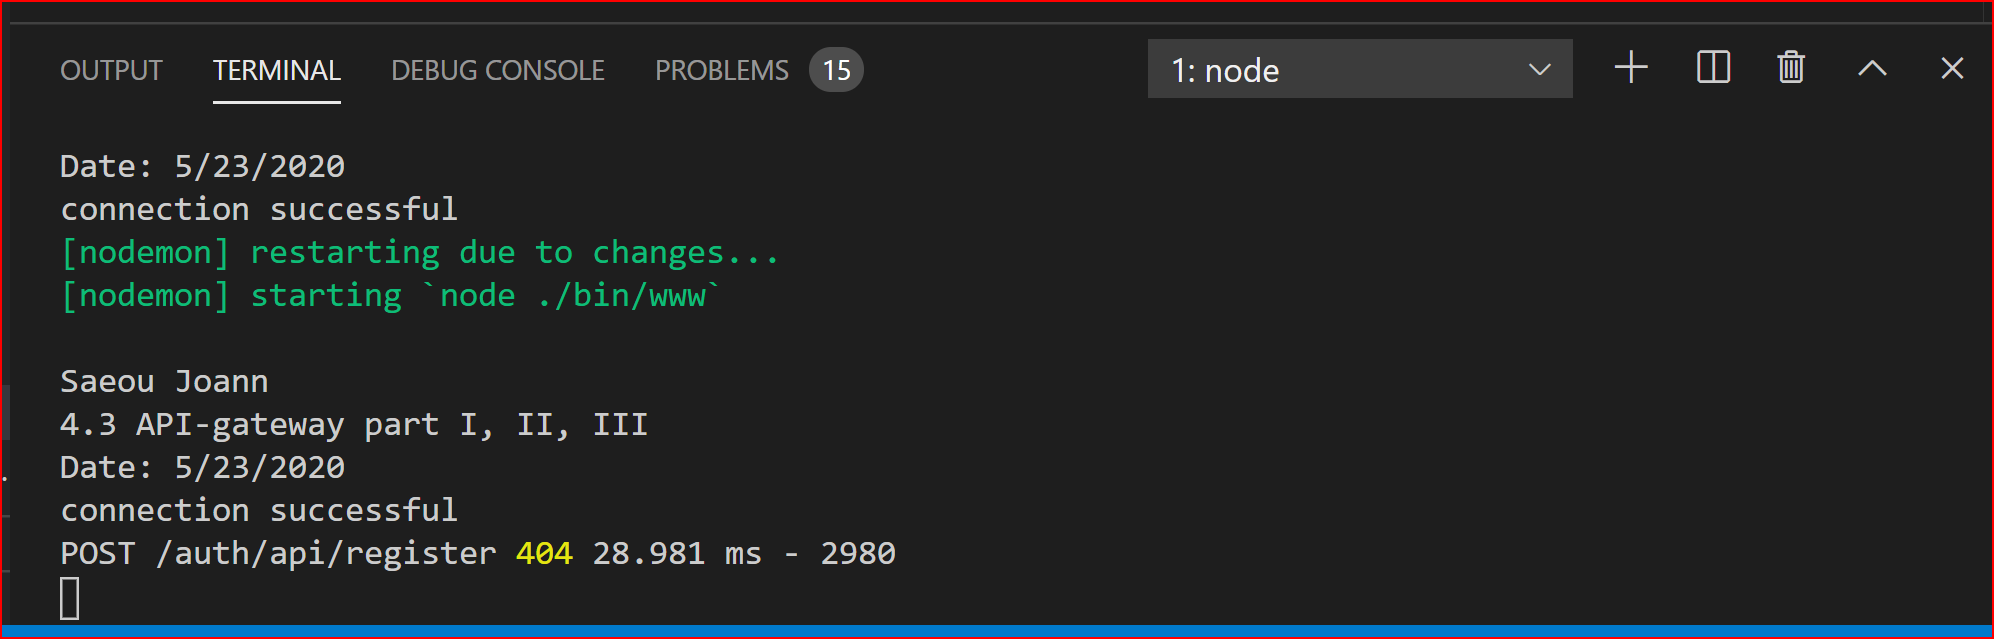 OUTPUT TERMINAL DEBUG CONSOLE PROBLEMS 15 1: node
Date: 5/23/2020
connection successful
[nodemon] restarting due to changes...
[nodemon] starting `node ./bin/www`
Saeou Joann
4.3 API-gateway part I, II, III
Date: 5/23/2020
connection successful
POST /auth/api/register 404 28.981 ms - 2980